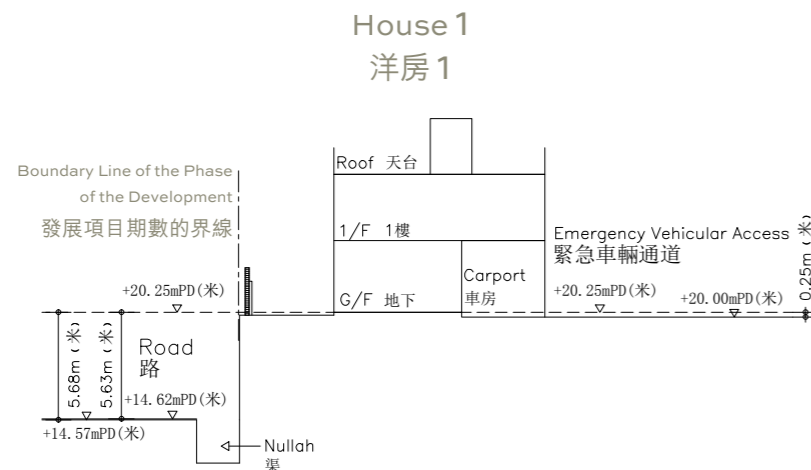 House 1
洋房 1
Boundary Line of the Phase
of the Development
發展項目期數的界線
Roof 天台
1/F 1樓
G/F 地下
Carport
車房
Emergency Vehicular Access
緊急車輛通道
0.25m (米)
+20.25mPD(米)
+20.25mPD(米)
+20.00mPD(米)
5.68m (米)
5.63m (米)
Road
路
+14.62mPD(米)
+14.57mPD(米)
Nullah
渠